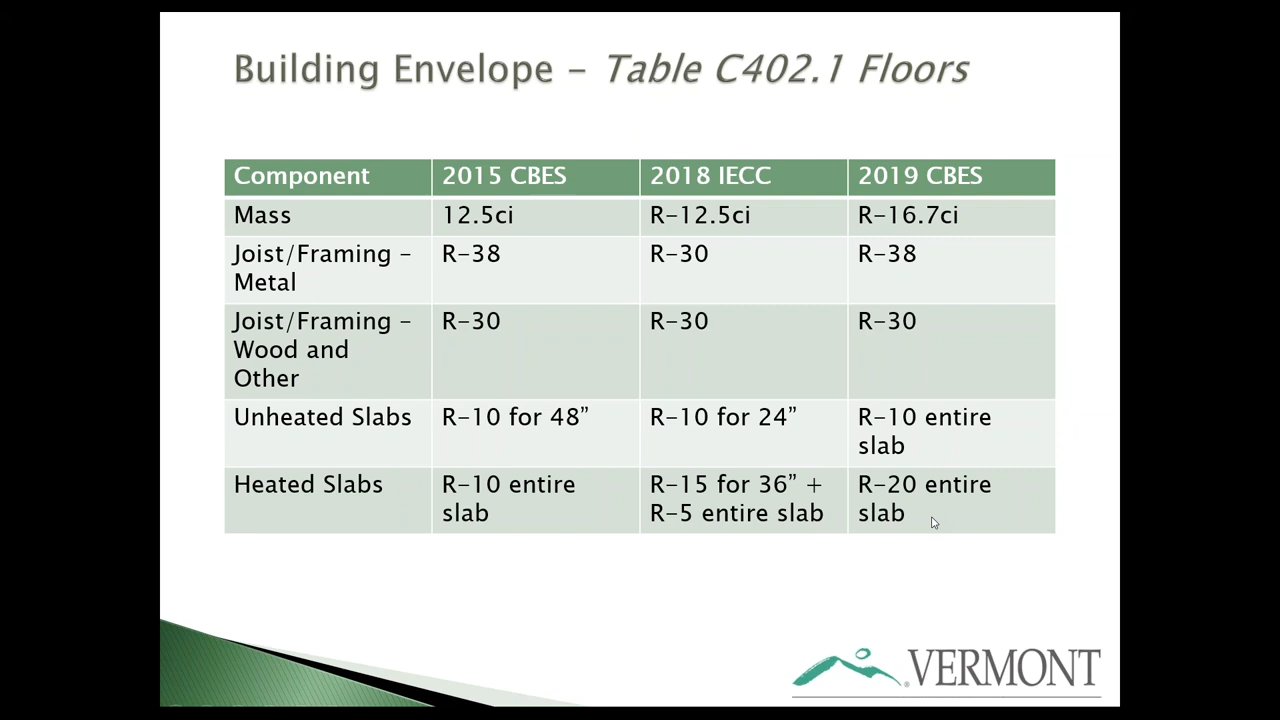 Building Envelope – Table C402.1 Floors
Component 2015 CBES 2018 IECC 2019 CBES
Mass 12.5ci R-12.5ci R-16.7ci
Joist/Framing – R-38 R-30 R-38
Metal
Joist/Framing – R-30 R-30 R-30
Wood and
Other
Unheated Slabs R-10 for 48” R-10 for 24” R-10 entire
slab
Heated Slabs R-10 entire R-15 for 36” + R-20 entire
slab R-5 entire slab slab
VERMONT